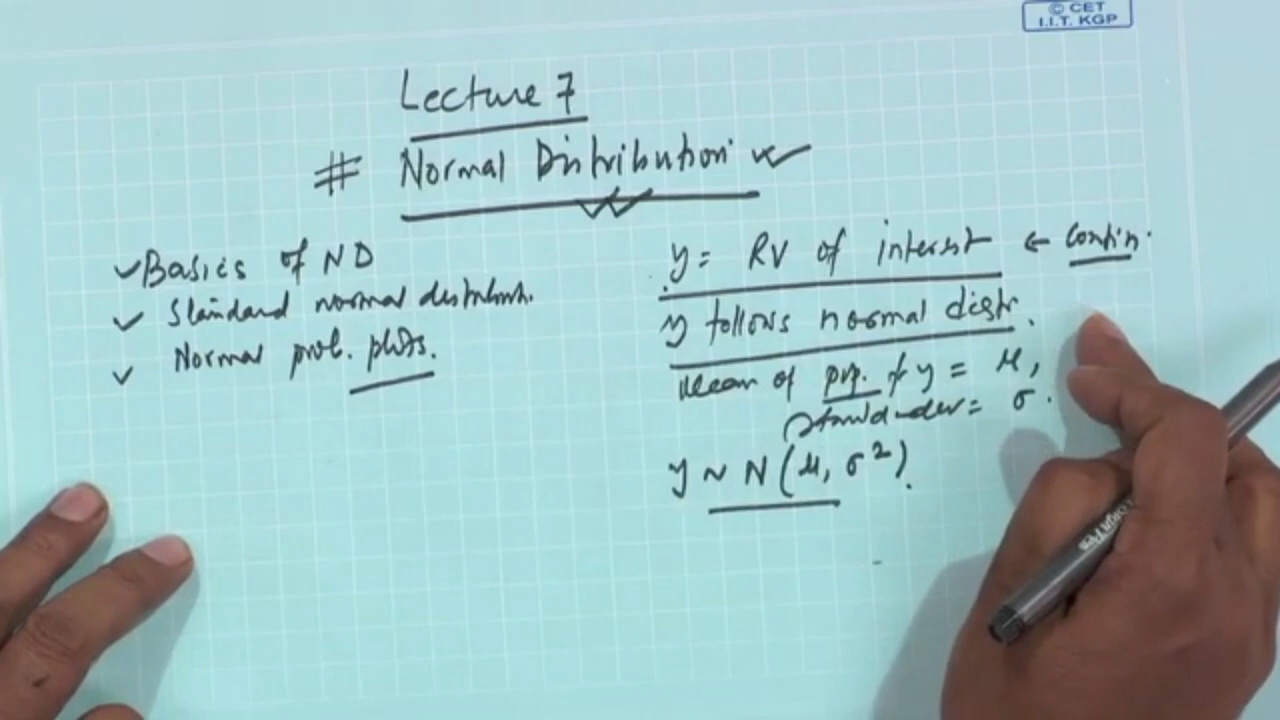 © CET
I.I.T. KGP
Lecture 7
# Normal Distribution
Basics of ND
Standard normal distribution.
Normal prob. plots.
y = RV of interest ← Contin.
y follows normal distr.
Mean of pop. of y = μ,
Standard dev = σ.
y ~ N(μ, σ²).